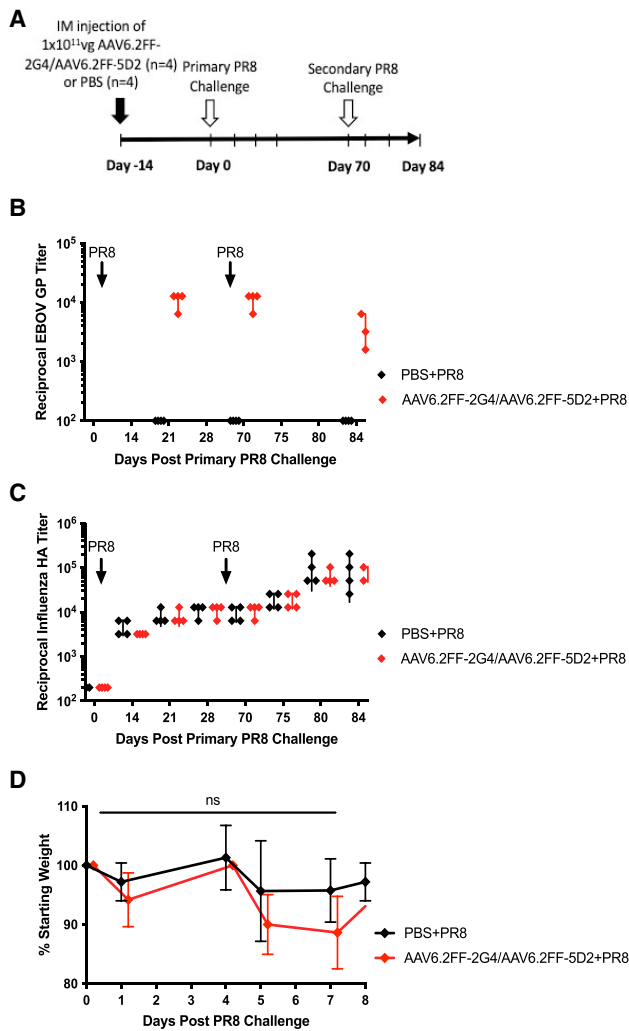 A
IM injection of
1x10¹¹vg AAV6.2FF-
2G4/AAV6.2FF-5D2 (n=4)
or PBS (n=4)
Primary PR8
Challenge
Secondary PR8
Challenge
Day -14
Day 0
Day 70
Day 84
B
Reciprocal EBOV GP Titer
10⁵
10⁴
10³
10²
PR8
PR8
0 14 21 28 70 75 80 84
Days Post Primary PR8 Challenge
PBS+PR8
AAV6.2FF-2G4/AAV6.2FF-5D2+PR8
C
Reciprocal Influenza HA Titer
10⁶
10⁵
10⁴
10³
10²
PR8
PR8
0 14 21 28 70 75 80 84
Days Post Primary PR8 Challenge
PBS+PR8
AAV6.2FF-2G4/AAV6.2FF-5D2+PR8
D
% Starting Weight
110
100
90
80
ns
0 1 2 3 4 5 6 7 8
Days Post PR8 Challenge
PBS+PR8
AAV6.2FF-2G4/AAV6.2FF-5D2+PR8